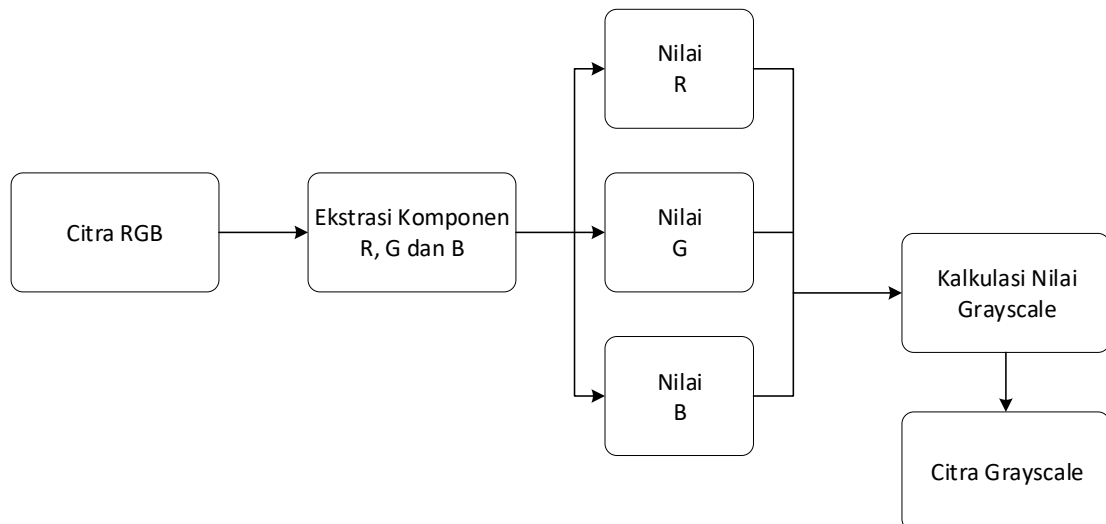 Citra RGB
Ekstrasi Komponen
R, G dan B
Nilai
R
Nilai
G
Nilai
B
Kalkulasi Nilai
Grayscale
Citra Grayscale